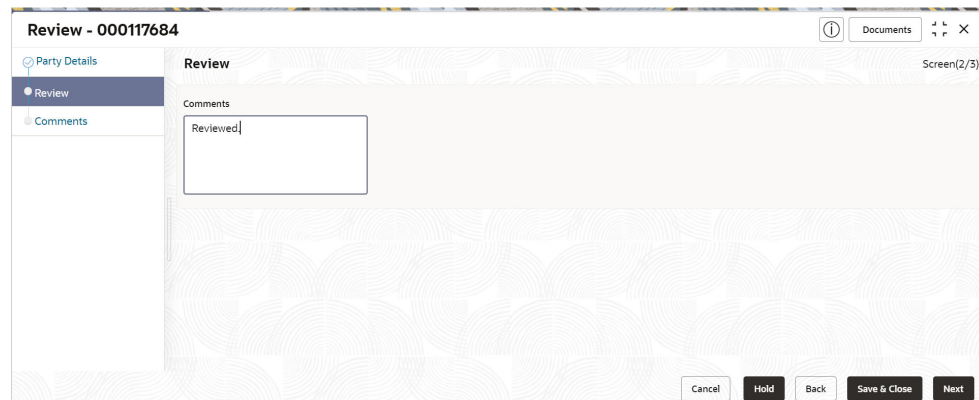 Review - 000117684
Documents
Party Details
Review
Comments
Review
Screen(2/3)
Comments
Reviewed.
Cancel
Hold
Back
Save & Close
Next